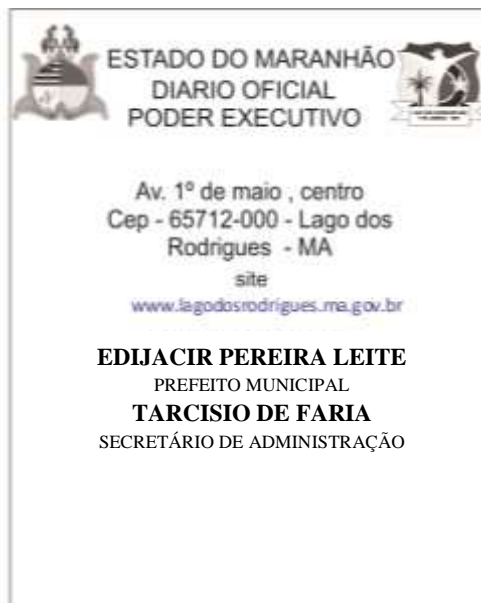 ESTADO DO MARANHÃO
DIARIO OFICIAL
PODER EXECUTIVO
Av. 1º de maio , centro
Cep - 65712-000 - Lago dos
Rodrigues - MA
site
www.lagodosrodrigues.ma.gov.br
EDIJACIR PEREIRA LEITE
PREFEITO MUNICIPAL
TARCISIO DE FARIA
SECRETÁRIO DE ADMINISTRAÇÃO